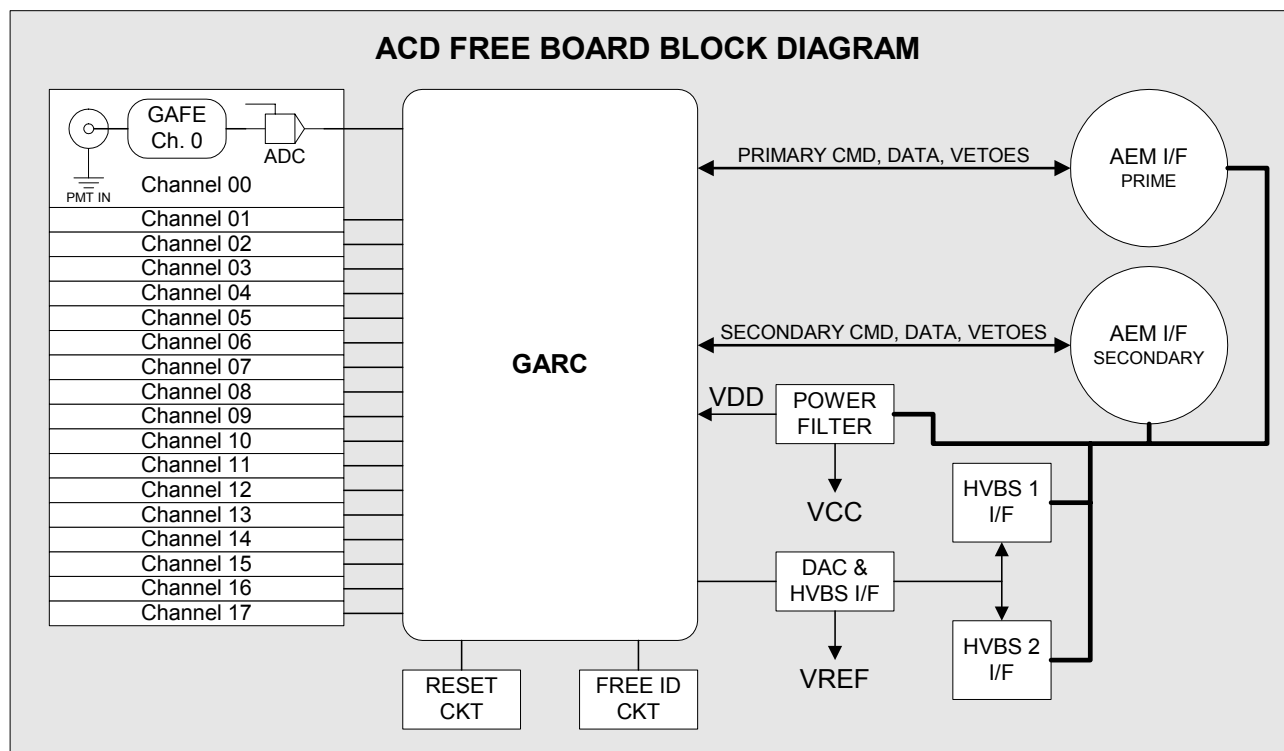 ACD FREE BOARD BLOCK DIAGRAM
GAFE
Ch. 0
ADC
PMT IN
Channel 00
Channel 01
Channel 02
Channel 03
Channel 04
Channel 05
Channel 06
Channel 07
Channel 08
Channel 09
Channel 10
Channel 11
Channel 12
Channel 13
Channel 14
Channel 15
Channel 16
Channel 17
GARC
RESET
CKT
FREE ID
CKT
PRIMARY CMD, DATA, VETOES
AEM I/F
PRIME
SECONDARY CMD, DATA, VETOES
AEM I/F
SECONDARY
VDD
POWER
FILTER
VCC
HVBS 1
I/F
DAC &
HVBS I/F
VREF
HVBS 2
I/F